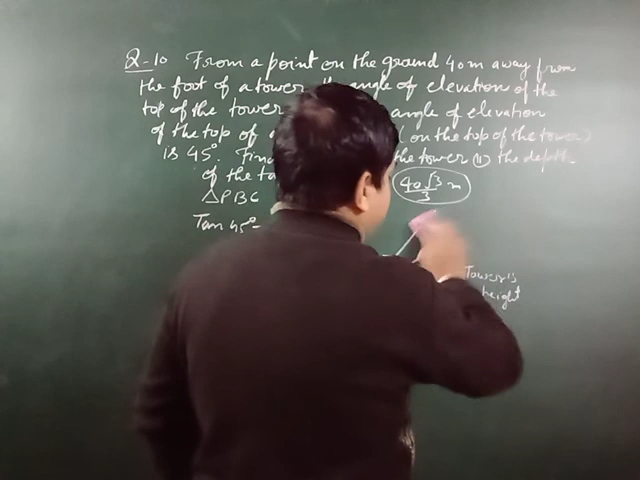 Q-10 From a point on the ground 40m away from
the foot of a tower angle of elevation of the
top of the tower angle of elevation
of the top of (on the top of the tower)
is 45°. the tower (ii) the depth
of the
40√3/3 m
△PBC
Tan 45°
Tower's
height